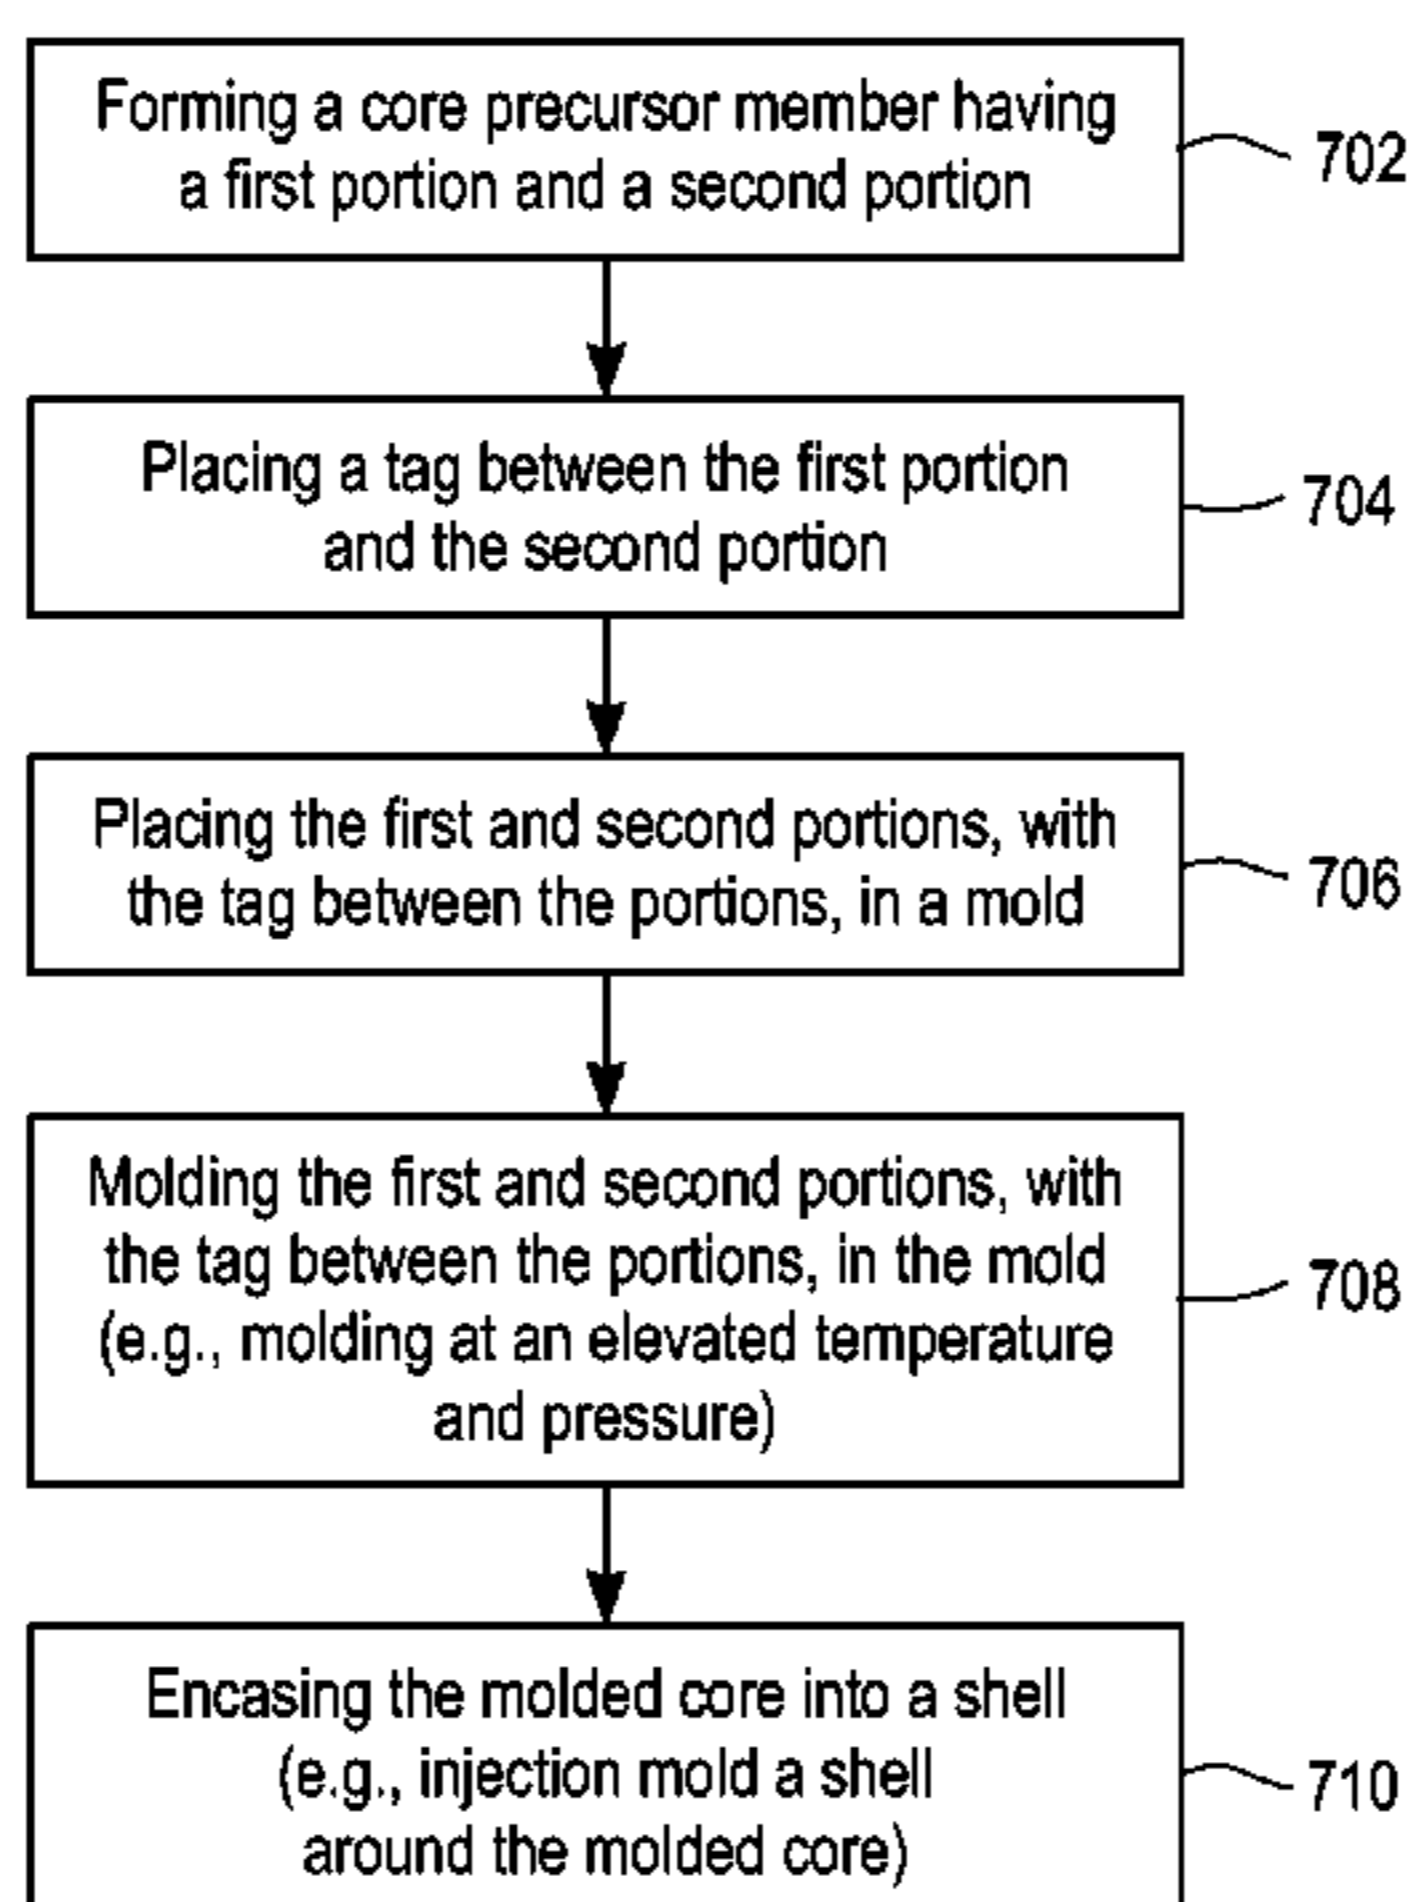 Forming a core precursor member having
a first portion and a second portion
702
Placing a tag between the first portion
and the second portion
704
Placing the first and second portions, with
the tag between the portions, in a mold
706
Molding the first and second portions, with
the tag between the portions, in the mold
(e.g., molding at an elevated temperature
and pressure)
708
Encasing the molded core into a shell
(e.g., injection mold a shell
around the molded core)
710